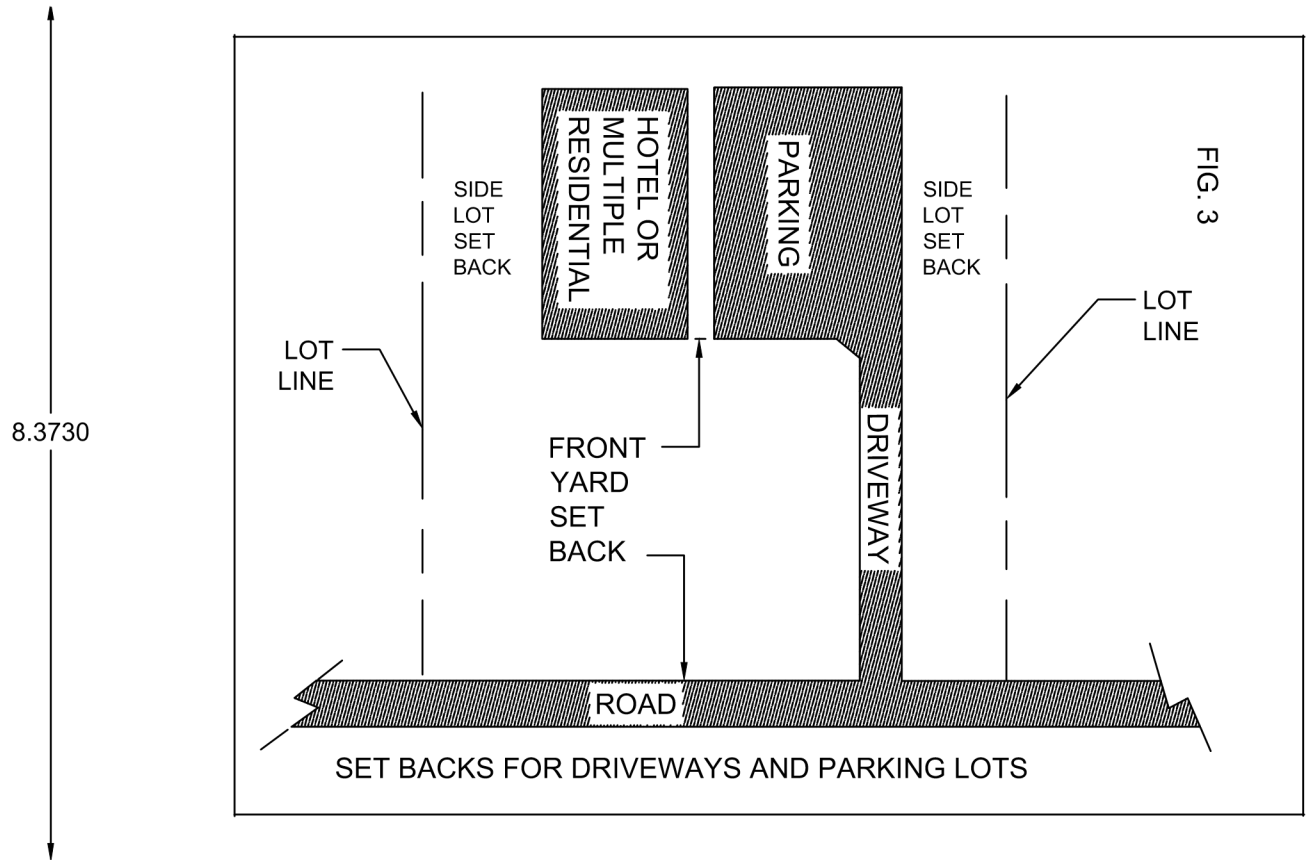 8.3730
HOTEL OR
MULTIPLE
RESIDENTIAL
PARKING
FIG. 3
SIDE
LOT
SET
BACK
SIDE
LOT
SET
BACK
LOT
LINE
LOT
LINE
FRONT
YARD
SET
BACK
DRIVEWAY
ROAD
SET BACKS FOR DRIVEWAYS AND PARKING LOTS